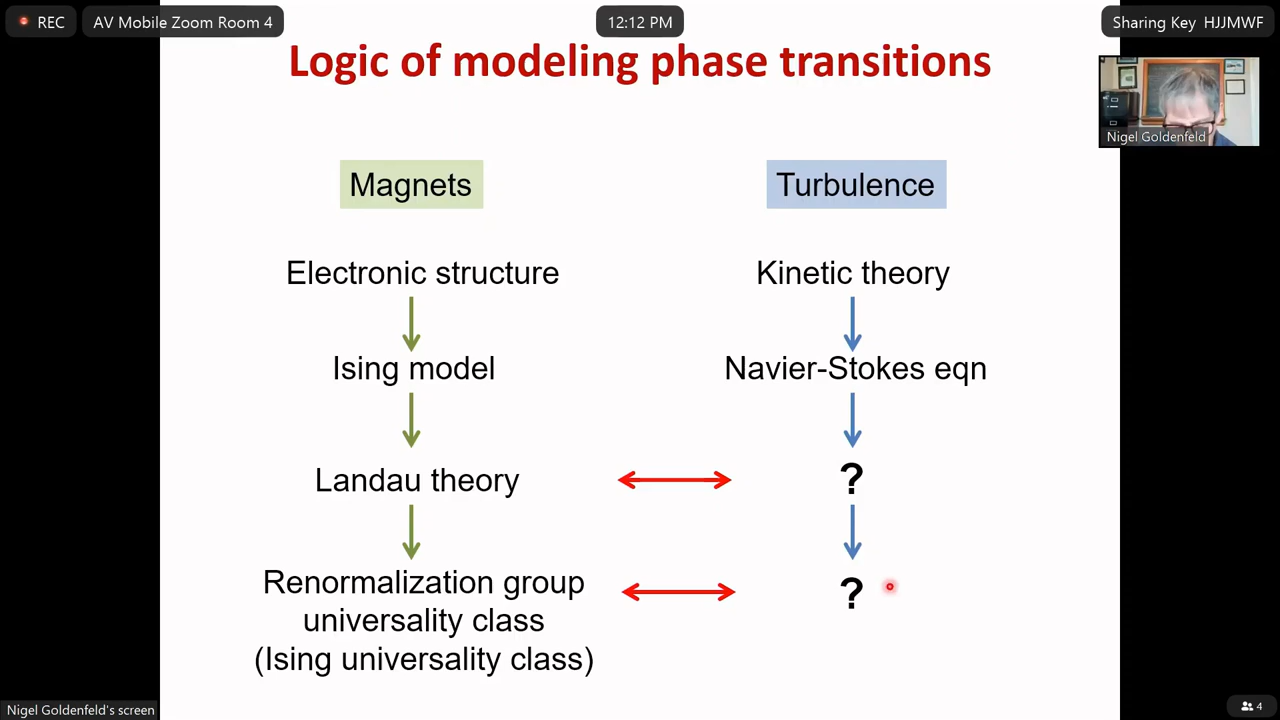 REC
AV Mobile Zoom Room 4
12:12 PM
Sharing Key HJJMWF
Logic of modeling phase transitions
Nigel Goldenfeld
Magnets
Turbulence
Electronic structure
Kinetic theory
Ising model
Navier-Stokes eqn
Landau theory
?
Renormalization group
universality class
(Ising universality class)
?
Nigel Goldenfeld's screen
4